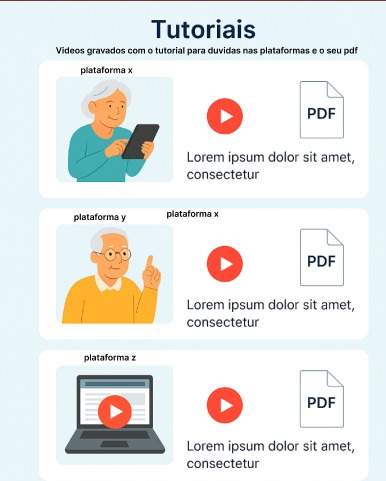 Tutoriais
Videos gravados com o tutorial para duvidas nas plataformas e o seu pdf
plataforma x
PDF
Lorem ipsum dolor sit amet,
consectetur
plataforma y
plataforma x
PDF
Lorem ipsum dolor sit amet,
consectetur
plataforma z
PDF
Lorem ipsum dolor sit amet,
consectetur